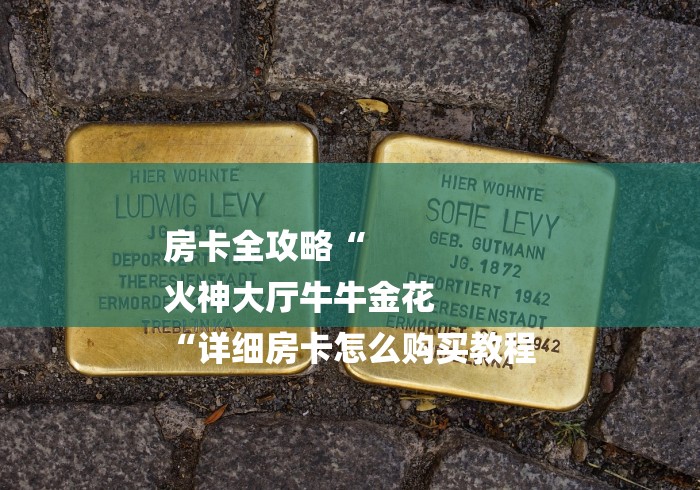 HIER WOHNTE
LUDWIG LEVY
DEPORTIERT
THERESIENSTADT
TREBLINKA
HIER WOHNTE
SOFIE LEVY
GEB. GUTMANN
JG. 1872
DEPORTIERT 1942
THERESIENSTADT
房卡全攻略“
火神大厅牛牛金花
“详细房卡怎么购买教程